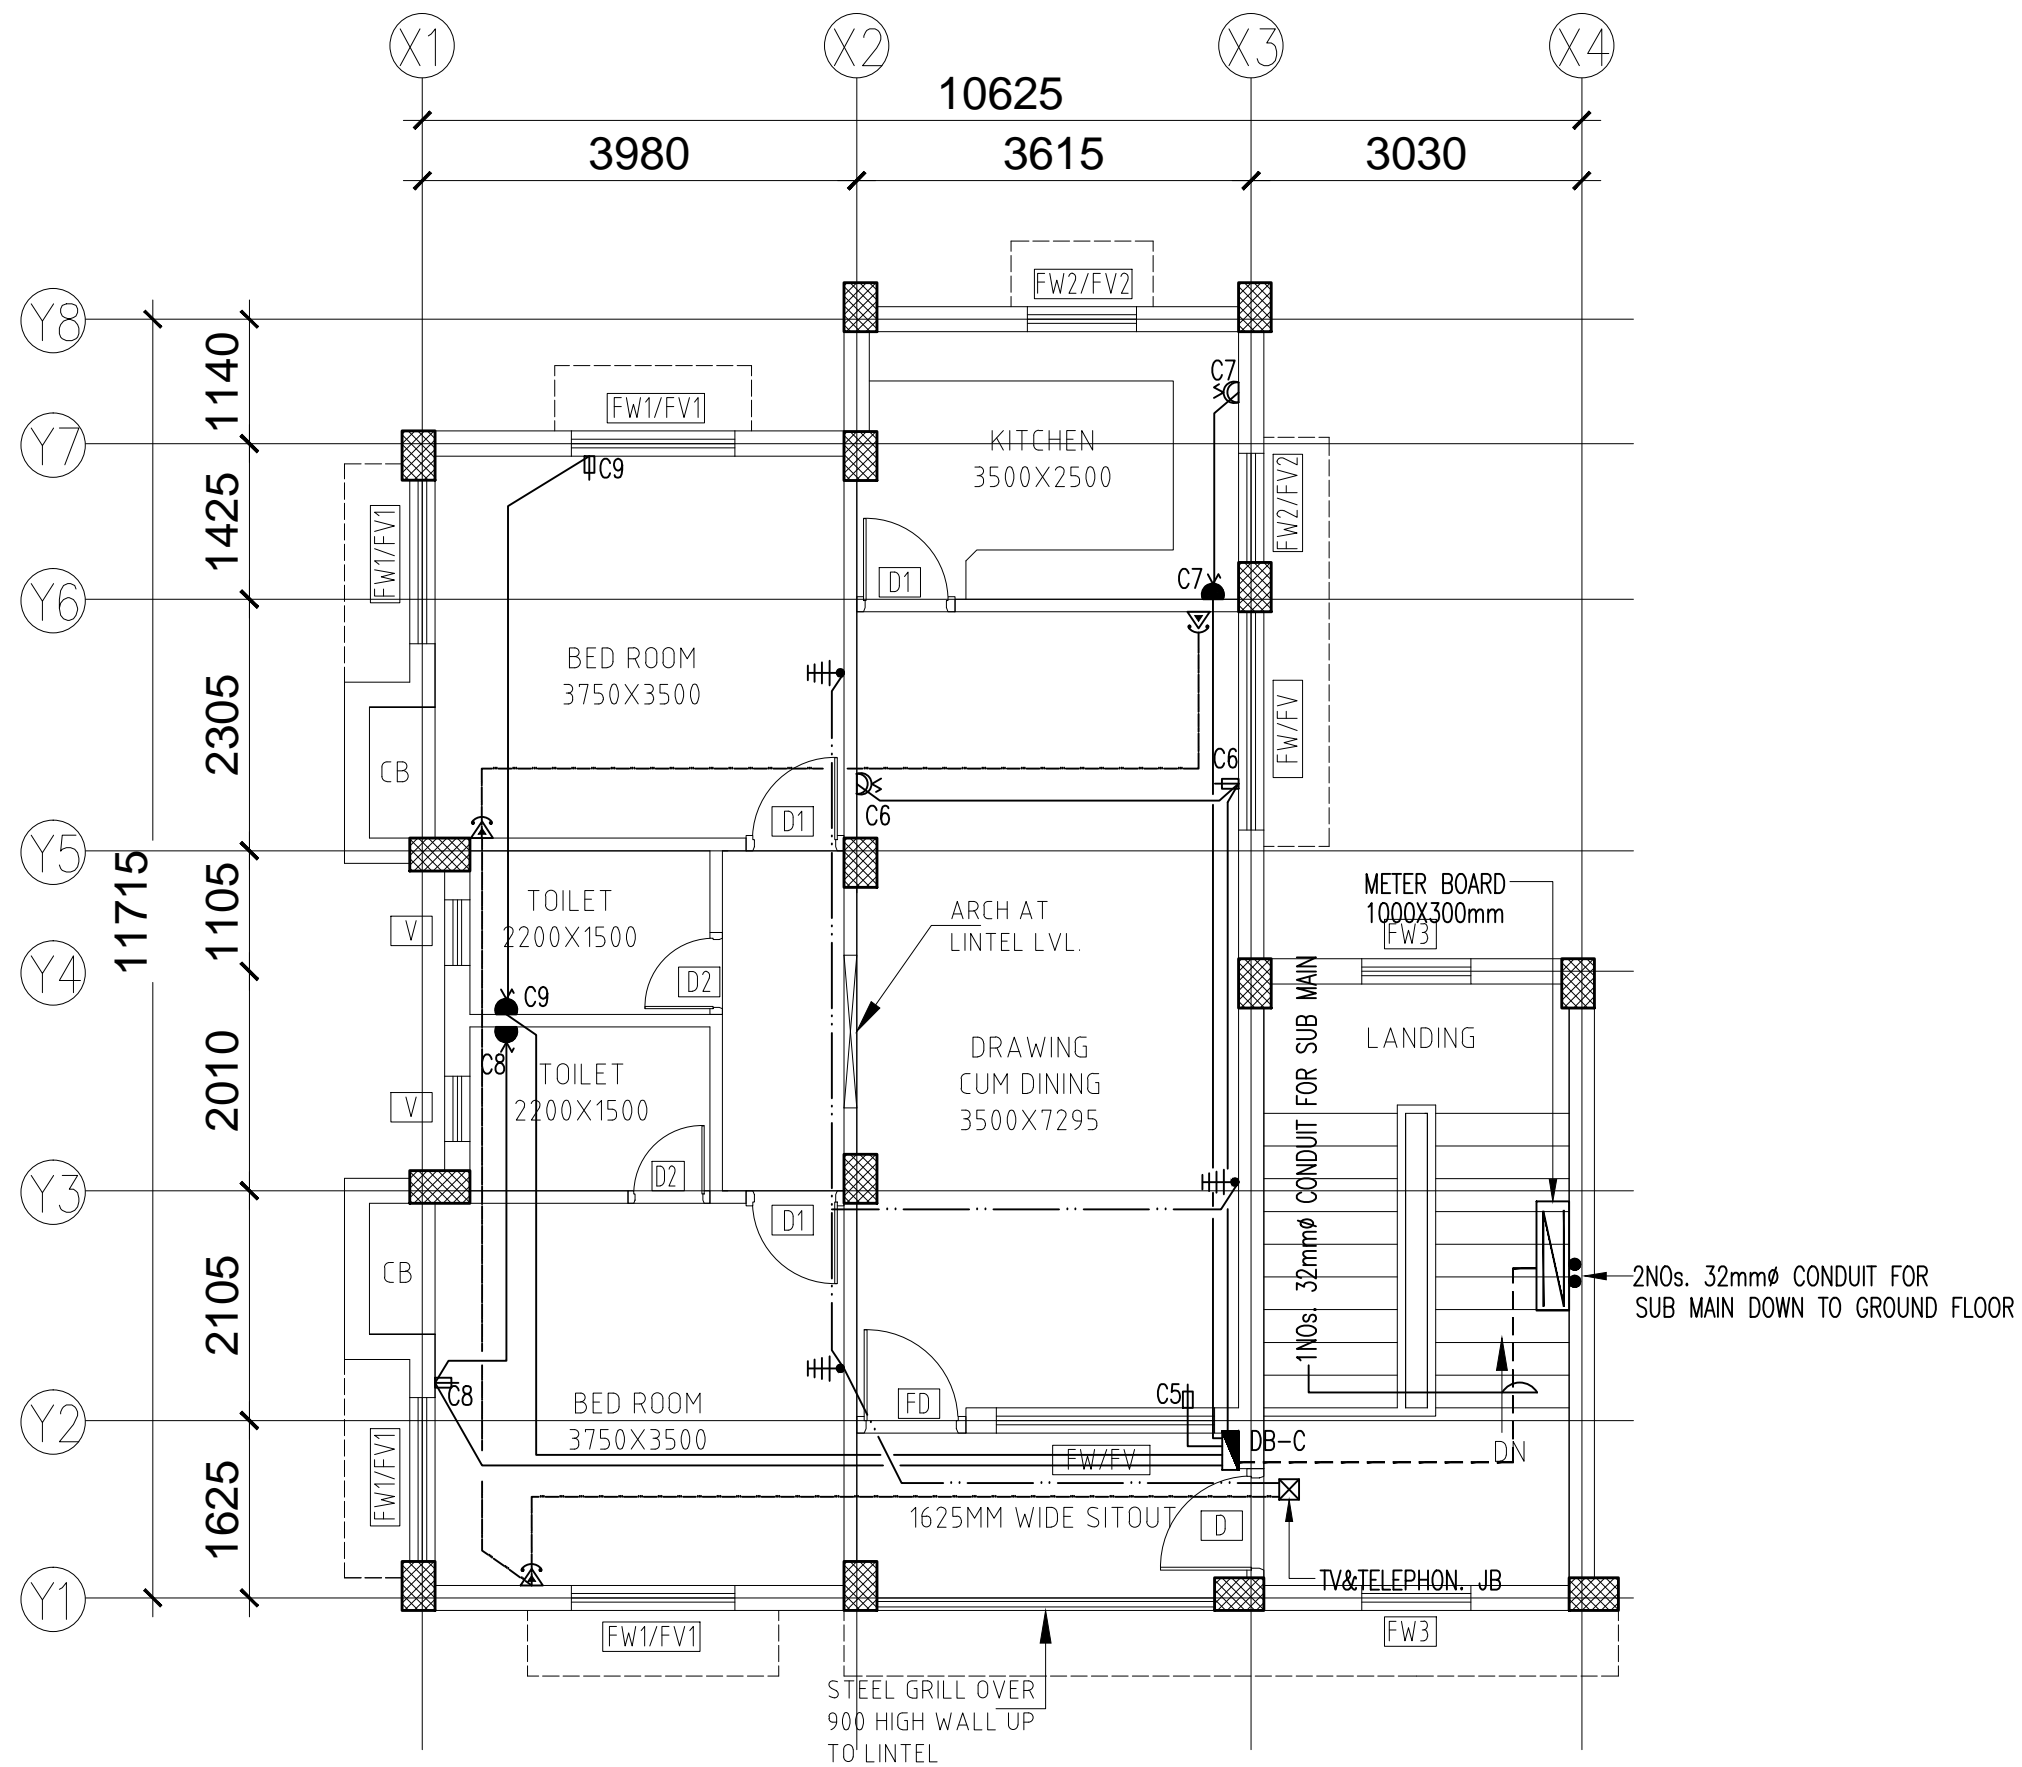 X1
X2
X3
X4
10625
3980
3615
3030
Y8
Y7
Y6
Y5
Y4
Y3
Y2
Y1
11715
1140
1425
2305
1105
2010
2105
1625
FW2/FV2
FW1/FV1
C7
KITCHEN
3500X2500
C9
FW1/FV1
FW2/FV2
C7
D1
BED ROOM
3750X3500
FW/FV
CB
C6
C6
D1
METER BOARD
1000X300mm
FW3
TOILET
2200X1500
V
ARCH AT
LINTEL LVL.
D2
C9
1NOs. 32mmø CONDUIT FOR SUB MAIN
LANDING
C8
TOILET
2200X1500
V
DRAWING
CUM DINING
3500X7295
D2
D1
CB
2NOs. 32mmø CONDUIT FOR
SUB MAIN DOWN TO GROUND FLOOR
C8
BED ROOM
3750X3500
FD
C5
DB-C
DN
FW/FV
FW1/FV1
1625MM WIDE SITOUT
D
TV&TELEPHON. JB
FW1/FV1
FW3
STEEL GRILL OVER
900 HIGH WALL UP
TO LINTEL